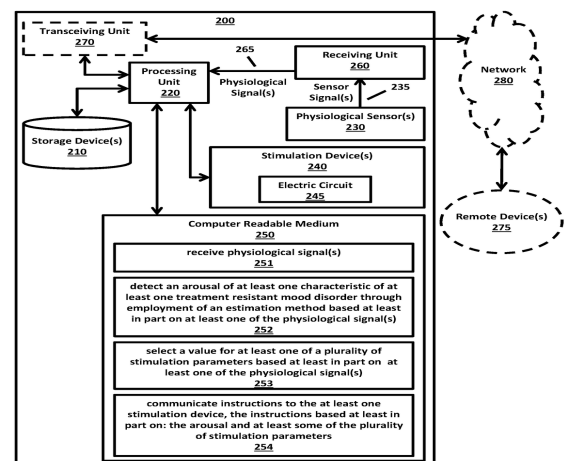 200
Transceiving Unit
270
265
Receiving Unit
260
Processing
Unit
220
Physiological
Signal(s)
Sensor
Signal(s)
235
Network
280
Physiological Sensor(s)
230
Storage Device(s)
210
Stimulation Device(s)
240
Electric Circuit
245
Remote Device(s)
275
Computer Readable Medium
250
receive physiological signal(s)
251
detect an arousal of at least one characteristic of at
least one treatment resistant mood disorder through
employment of an estimation method based at least
in part on at least one of the physiological signal(s)
252
select a value for at least one of a plurality of
stimulation parameters based at least in part on at
least one of the physiological signal(s)
253
communicate instructions to the at least one
stimulation device, the instructions based at least in
part on: the arousal and at least some of the plurality
of stimulation parameters
254